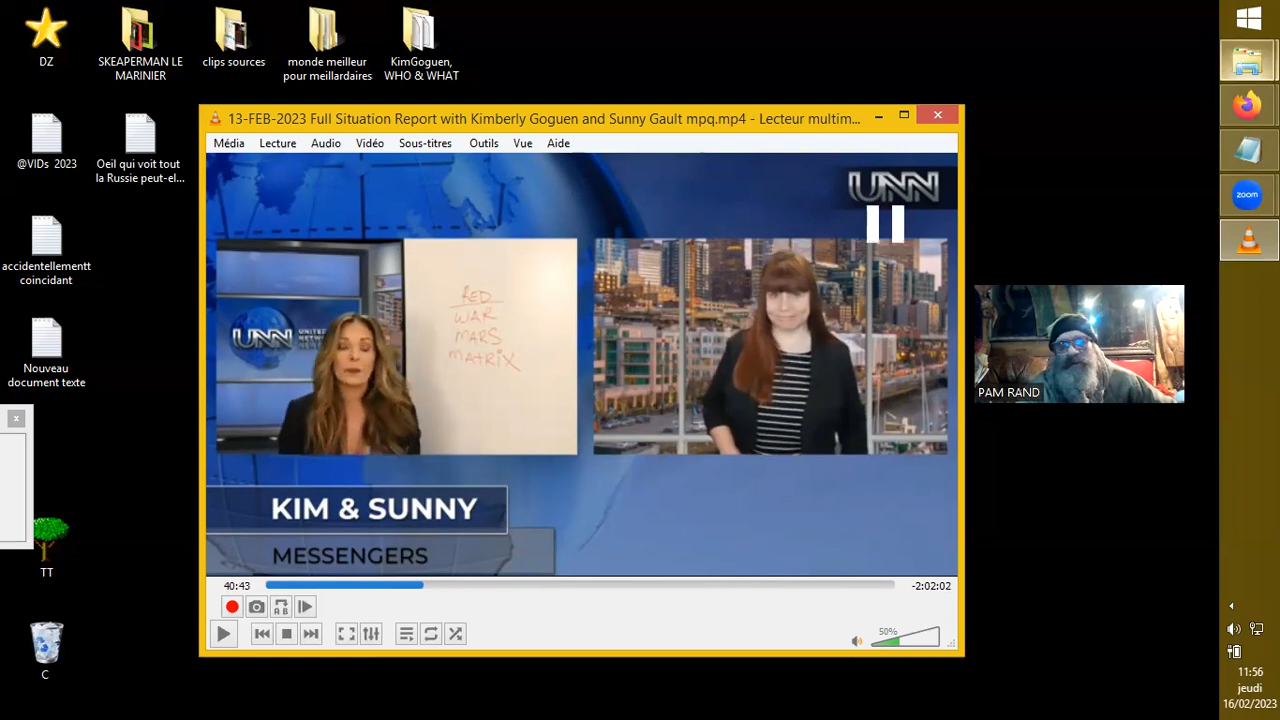 DZ
SKEAPERMAN LE
MARINIER
clips sources
monde meilleur
pour meillardaires
KimGoguen,
WHO & WHAT
@VIDs 2023
Oeil qui voit tout
la Russie peut-el...
accidentellementt
coincidant
Nouveau
document texte
x
TT
C
13-FEB-2023 Full Situation Report with Kimberly Goguen and Sunny Gault mpq.mp4 - Lecteur multim...
Média Lecture Audio Vidéo Sous-titres Outils Vue Aide
UNN
RED
WAR
MARS
MATRIX
UNN
KIM & SUNNY
MESSENGERS
40:43
-2:02:02
A B
50%
PAM RAND
zoom
11:56
jeudi
16/02/2023